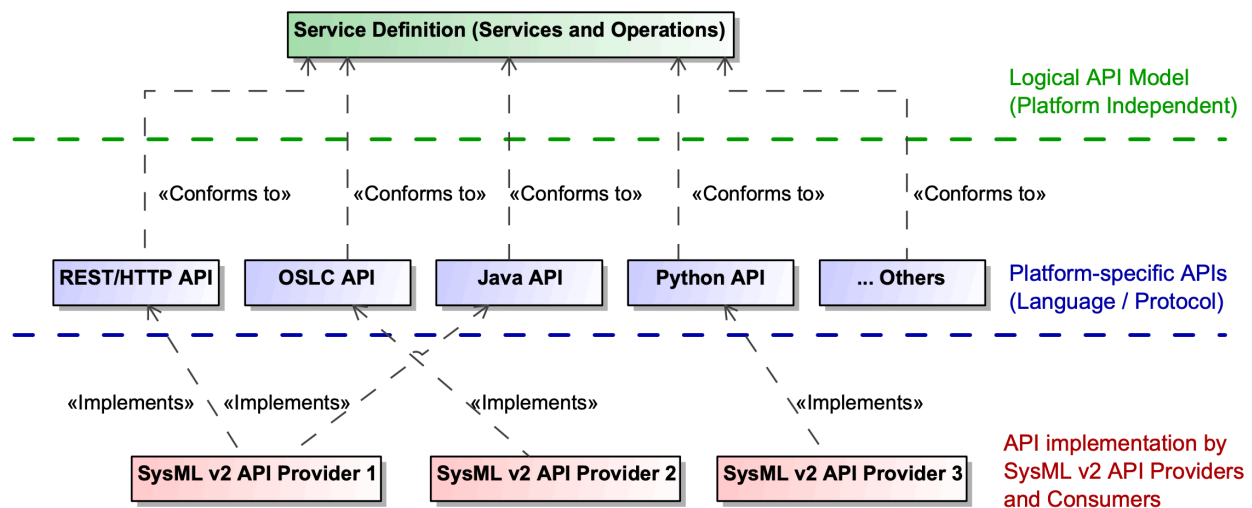 Service Definition (Services and Operations)
Logical API Model
(Platform Independent)
«Conforms to»
«Conforms to»
«Conforms to»
«Conforms to»
«Conforms to»
REST/HTTP API
OSLC API
Java API
Python API
... Others
Platform-specific APIs
(Language / Protocol)
«Implements»
«Implements»
«Implements»
«Implements»
SysML v2 API Provider 1
SysML v2 API Provider 2
SysML v2 API Provider 3
API implementation by
SysML v2 API Providers
and Consumers